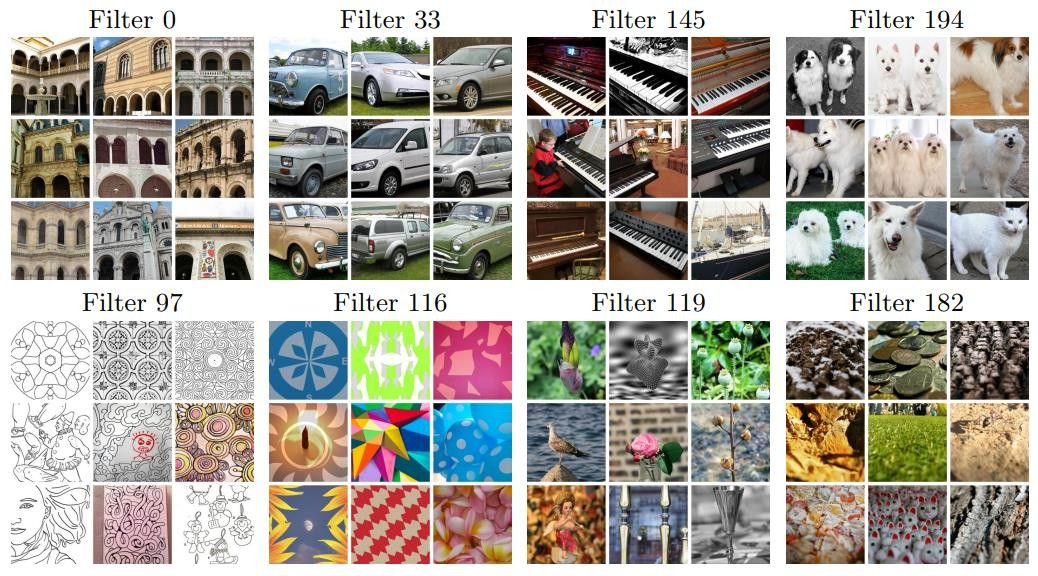 Filter 0
Filter 33
Filter 145
Filter 194
Filter 97
Filter 116
Filter 119
Filter 182
N
W
E
S